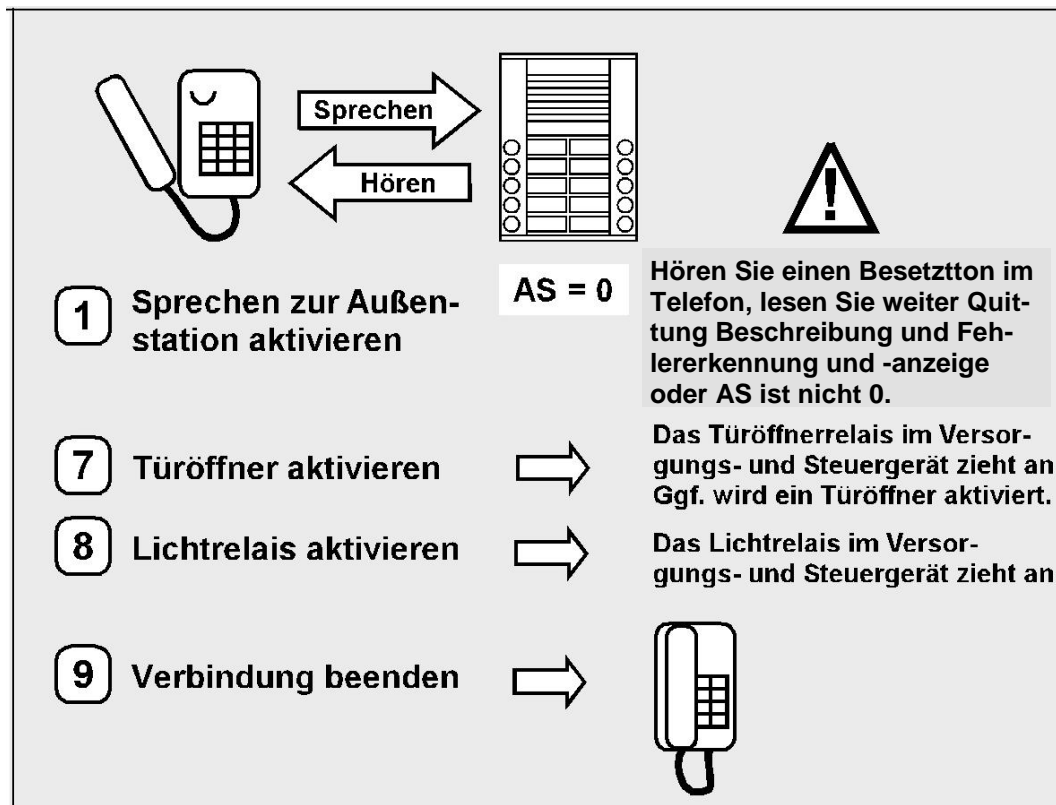 Sprechen
Hören
1
Sprechen zur Außen-
station aktivieren
AS = 0
Hören Sie einen Besetztton im
Telefon, lesen Sie weiter Quit-
tung Beschreibung und Feh-
lererkennung und -anzeige
oder AS ist nicht 0.
7
Türöffner aktivieren
Das Türöffnerrelais im Versor-
gungs- und Steuergerät zieht an
Ggf. wird ein Türöffner aktiviert.
8
Lichtrelais aktivieren
Das Lichtrelais im Versor-
gungs- und Steuergerät zieht an
9
Verbindung beenden